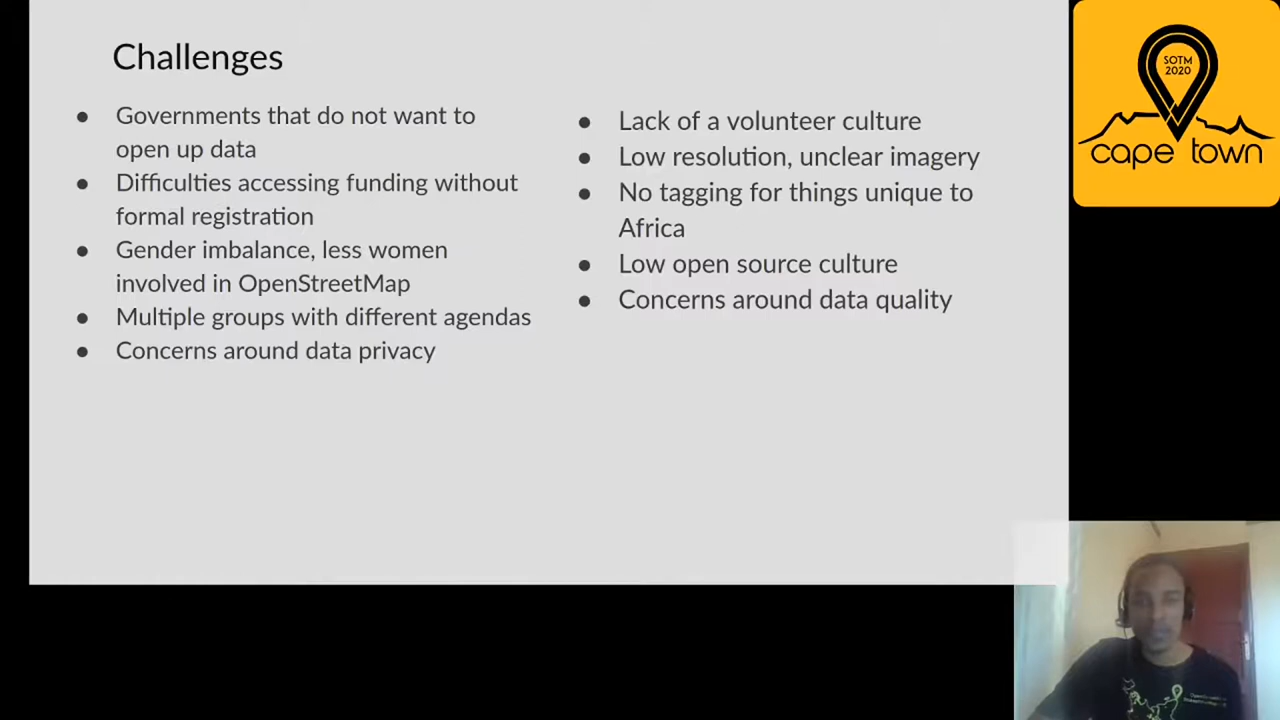 Challenges
● Governments that do not want to
open up data
● Difficulties accessing funding without
formal registration
● Gender imbalance, less women
involved in OpenStreetMap
● Multiple groups with different agendas
● Concerns around data privacy
● Lack of a volunteer culture
● Low resolution, unclear imagery
● No tagging for things unique to
Africa
● Low open source culture
● Concerns around data quality
SOTM
2020
cape town